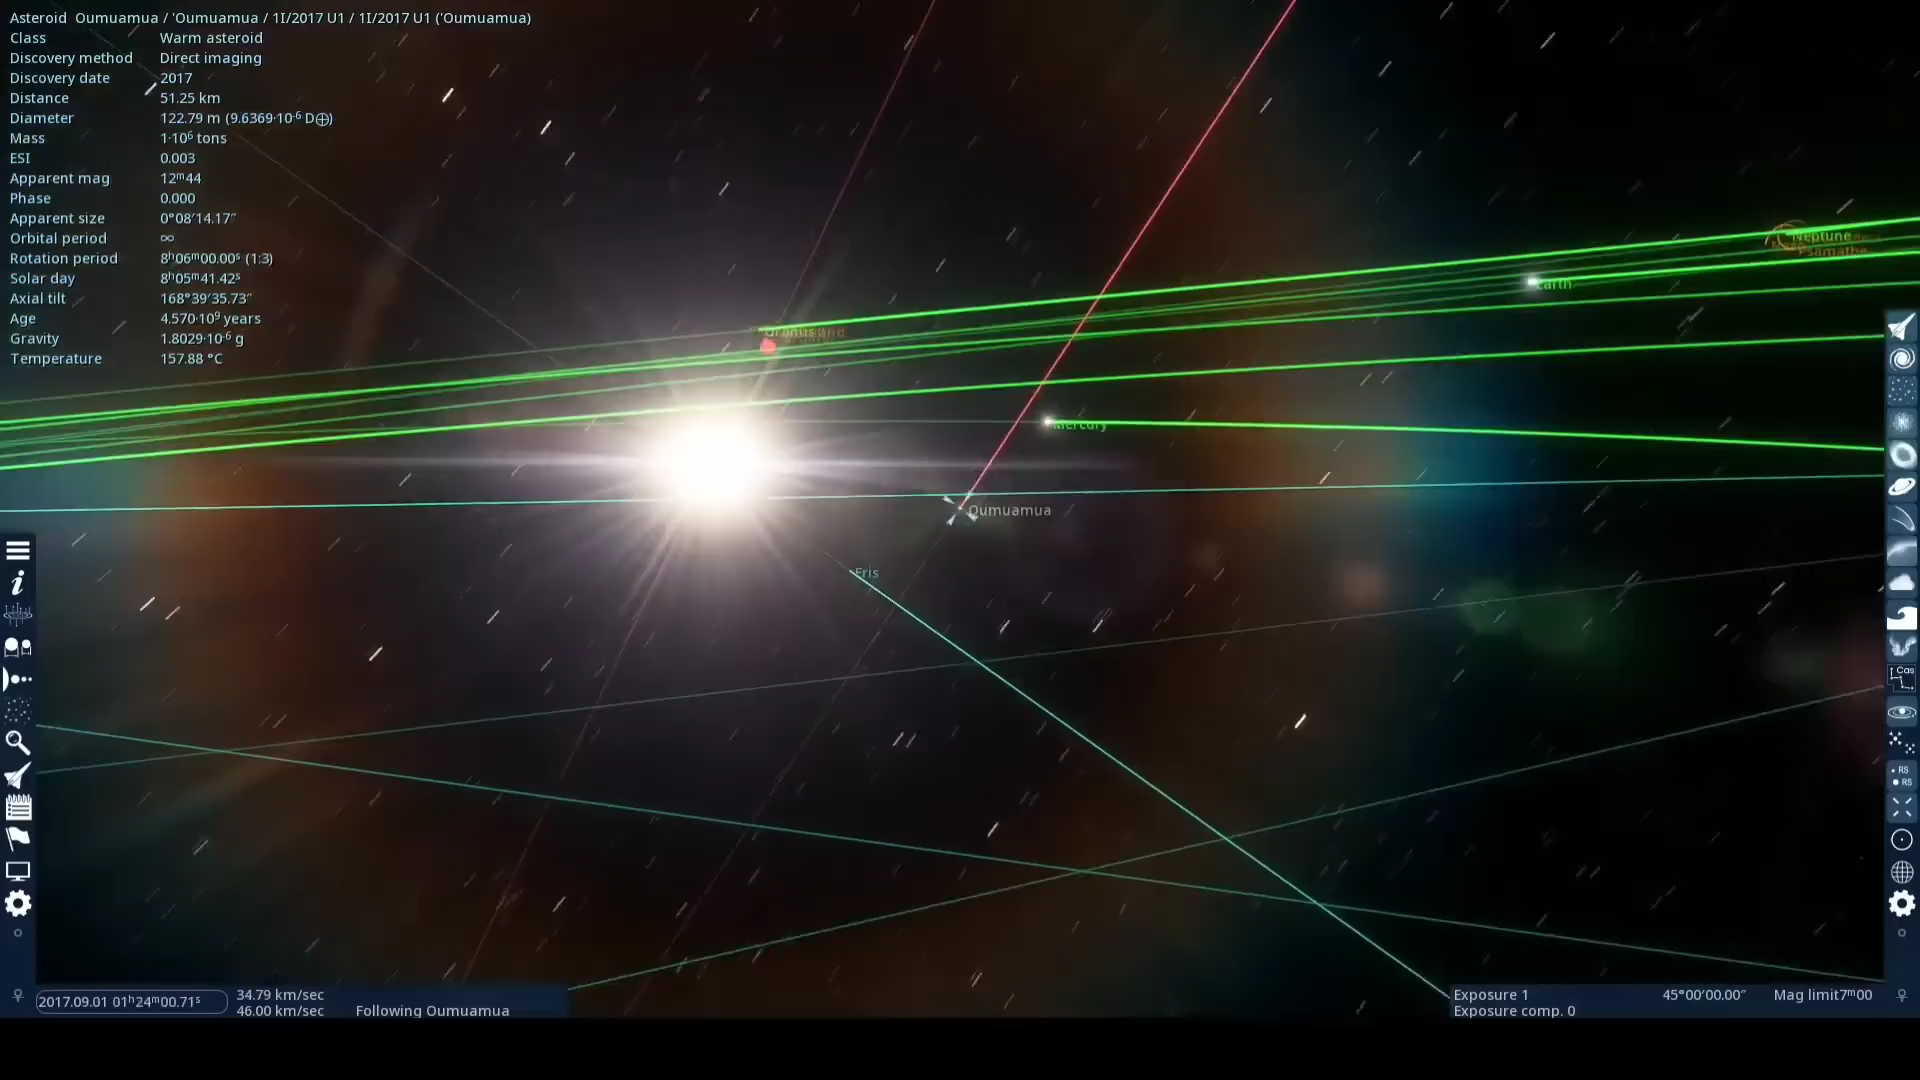 Asteroid Oumuamua / 'Oumuamua / 1I/2017 U1 / 1I/2017 U1 ('Oumuamua)
Class Warm asteroid
Discovery method Direct imaging
Discovery date 2017
Distance 51.25 km
Diameter 122.79 m (9.6369·10⁻⁶ D⊕)
Mass 1·10⁶ tons
ESI 0.003
Apparent mag 12ᵐ44
Phase 0.000
Apparent size 0°08′14.17″
Orbital period ∞
Rotation period 8ʰ06ᵐ00.00ˢ (1:3)
Solar day 8ʰ05ᵐ41.42ˢ
Axial tilt 168°39′35.73″
Age 4.570·10⁹ years
Gravity 1.8029·10⁻⁶ g
Temperature 157.88 °C
Neptune
Psamathe
Earth
Mercury
Oumuamua
Eris
Cas
RS
RS
2017.09.01 01ʰ24ᵐ00.71ˢ
34.79 km/sec
46.00 km/sec Following Oumuamua
Exposure 1 45°00′00.00″ Mag limit7ᵐ00
Exposure comp. 0